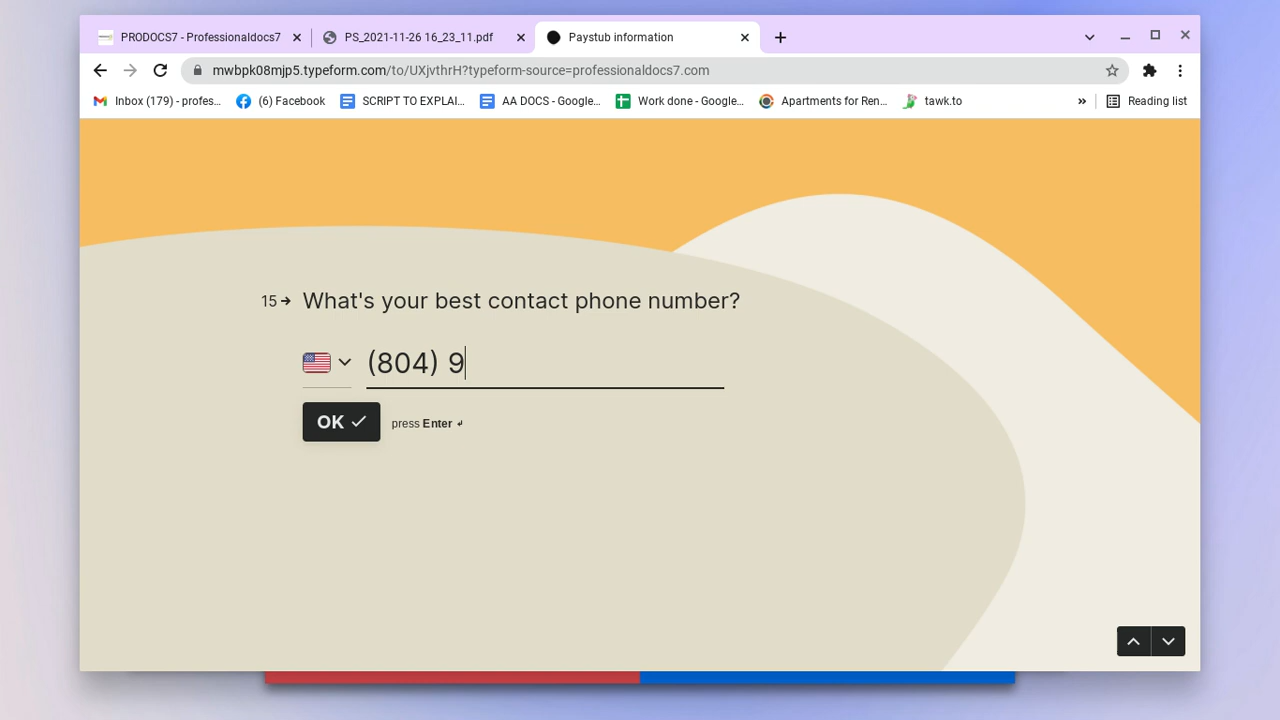 PRODOCS7 - Professionaldocs7
PS_2021-11-26 16_23_11.pdf
Paystub information
mwbpk08mjp5.typeform.com/to/UXjvthrH?typeform-source=professionaldocs7.com
Inbox (179) - profes...
(6) Facebook
SCRIPT TO EXPLAI...
AA DOCS - Google...
Work done - Google...
Apartments for Ren...
tawk.to
»
Reading list
15 What's your best contact phone number?
(804) 9
OK
press Enter